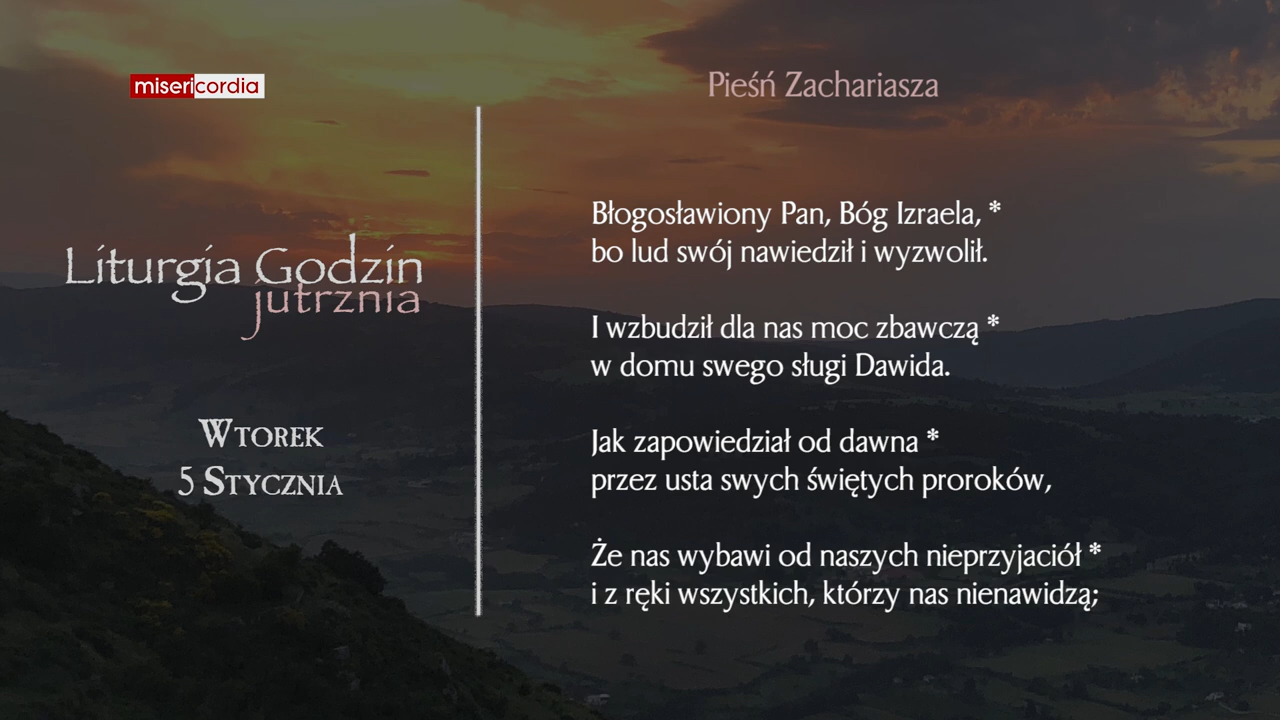 misericordia
Liturgia Godzin
jutrznia
Wtorek
5 Stycznia
Pieśń Zachariasza
Błogosławiony Pan, Bóg Izraela, *
bo lud swój nawiedził i wyzwolił.
I wzbudził dla nas moc zbawczą *
w domu swego sługi Dawida.
Jak zapowiedział od dawna *
przez usta swych świętych proroków,
Że nas wybawi od naszych nieprzyjaciół *
i z ręki wszystkich, którzy nas nienawidzą;